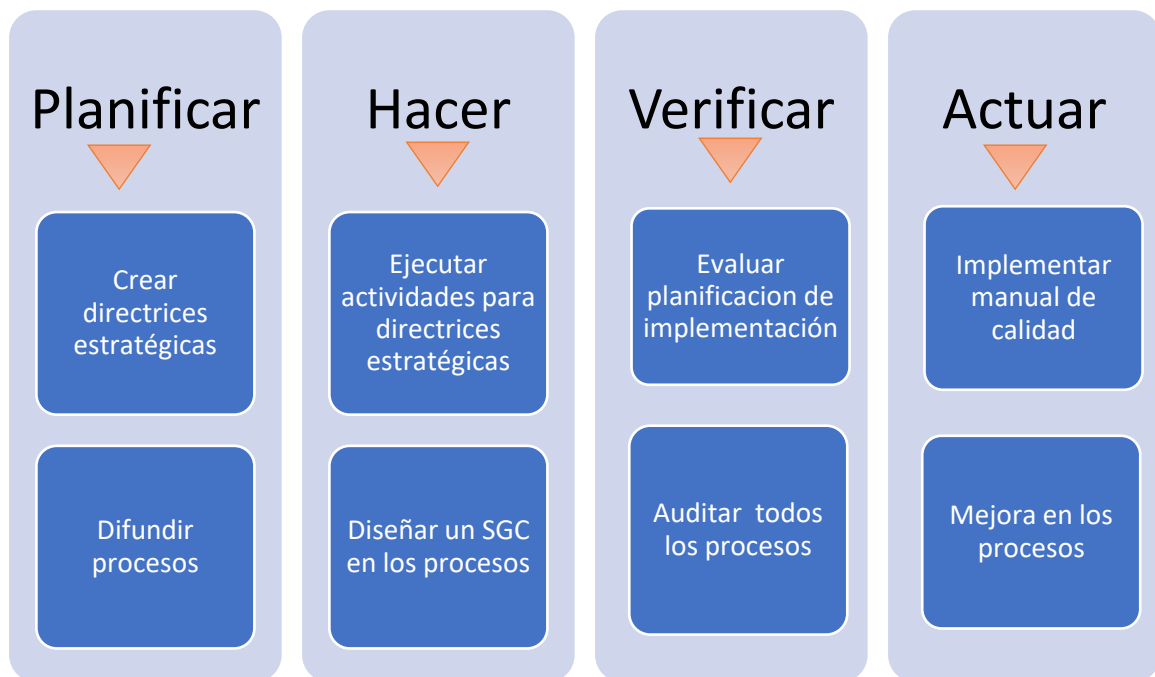 Planificar
Crear
directrices
estratégicas
Difundir
procesos
Hacer
Ejecutar
actividades para
directrices
estratégicas
Diseñar un SGC
en los procesos
Verificar
Evaluar
planificacion de
implementación
Auditar todos
los procesos
Actuar
Implementar
manual de
calidad
Mejora en los
procesos